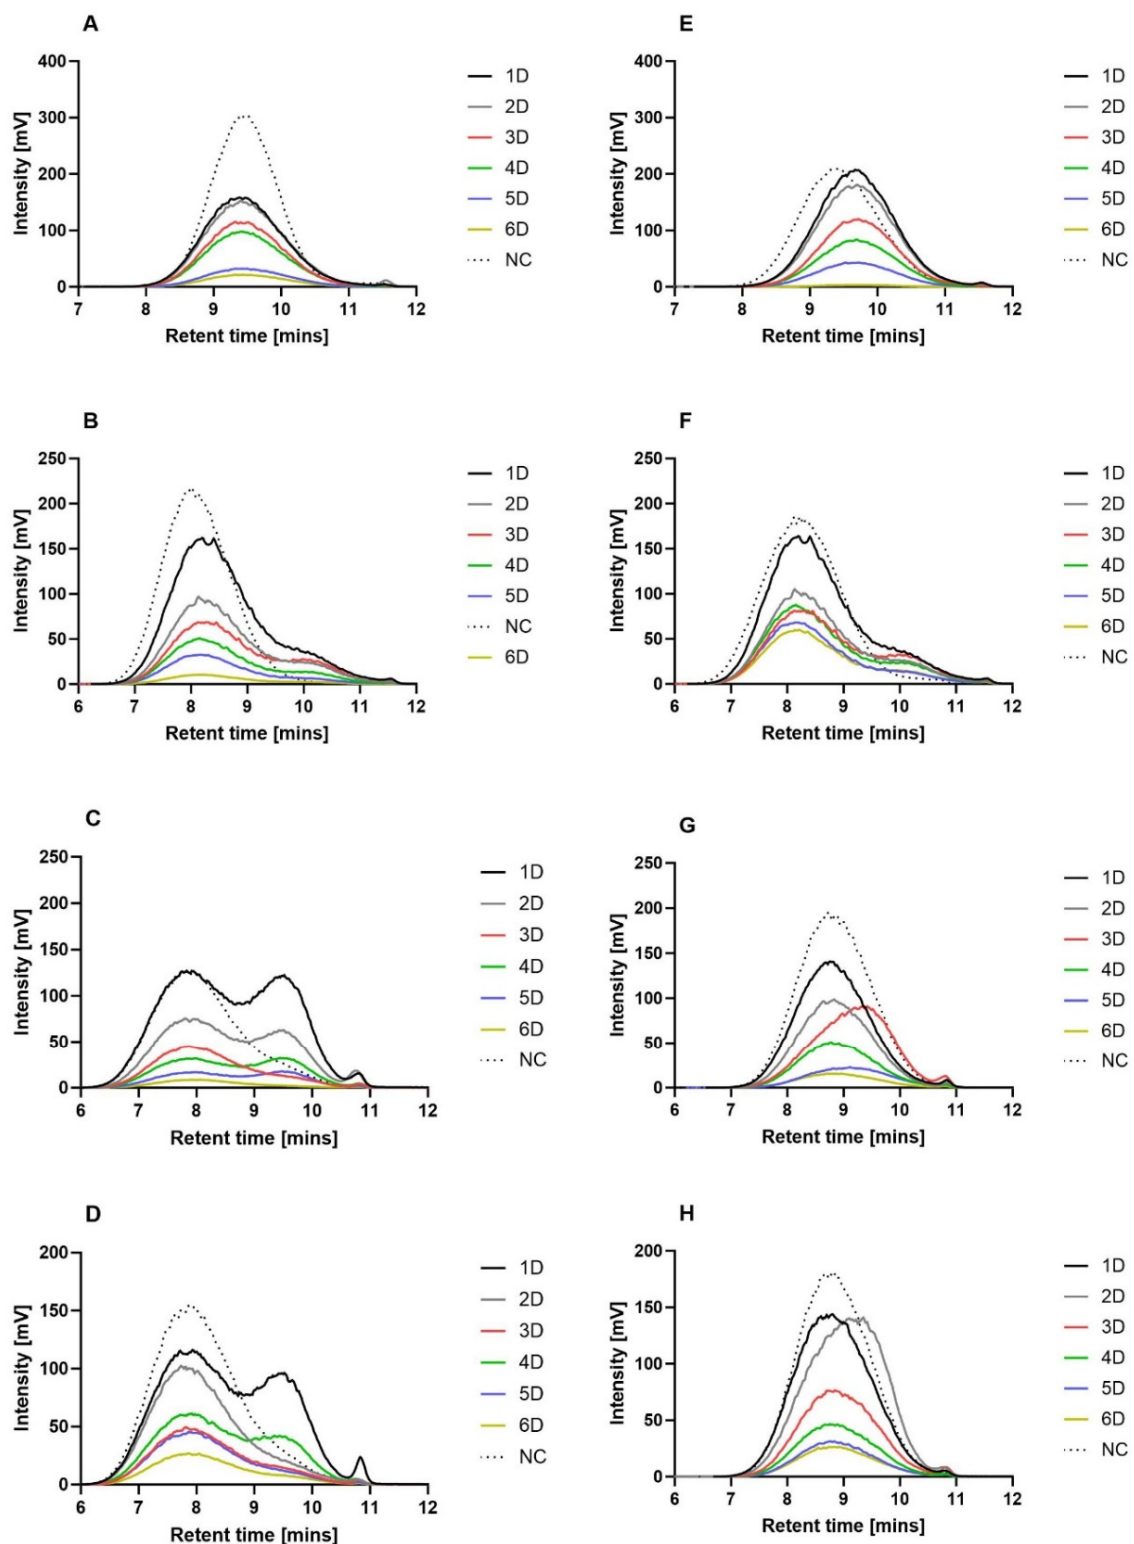 A
Intensity [mV]
400
300
200
100
0
7 8 9 10 11 12
Retent time [mins]
1D
2D
3D
4D
5D
6D
NC
E
Intensity [mV]
400
300
200
100
0
7 8 9 10 11 12
Retent time [mins]
1D
2D
3D
4D
5D
6D
NC
B
Intensity [mV]
250
200
150
100
50
0
6 7 8 9 10 11 12
Retent time [mins]
1D
2D
3D
4D
5D
NC
6D
F
Intensity [mV]
250
200
150
100
50
0
6 7 8 9 10 11 12
Retent time [mins]
1D
2D
3D
4D
5D
6D
NC
C
Intensity [mV]
250
200
150
100
50
0
6 7 8 9 10 11 12
Retent time [mins]
1D
2D
3D
4D
5D
6D
NC
G
Intensity [mV]
250
200
150
100
50
0
6 7 8 9 10 11 12
Retent time [mins]
1D
2D
3D
4D
5D
6D
NC
D
Intensity [mV]
200
150
100
50
0
6 7 8 9 10 11 12
Retent time [mins]
1D
2D
3D
4D
5D
6D
NC
H
Intensity [mV]
200
150
100
50
0
6 7 8 9 10 11 12
Retent time [mins]
1D
2D
3D
4D
5D
6D
NC